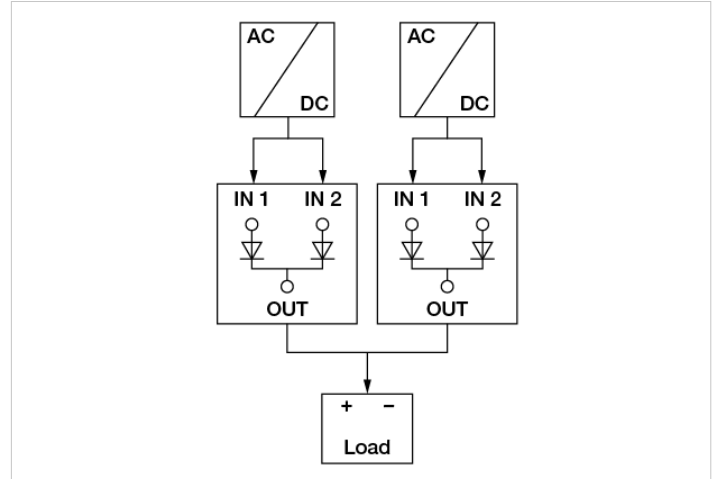 AC AC
DC DC
IN 1 IN 2 IN 1 IN 2
OUT OUT
+ −
Load